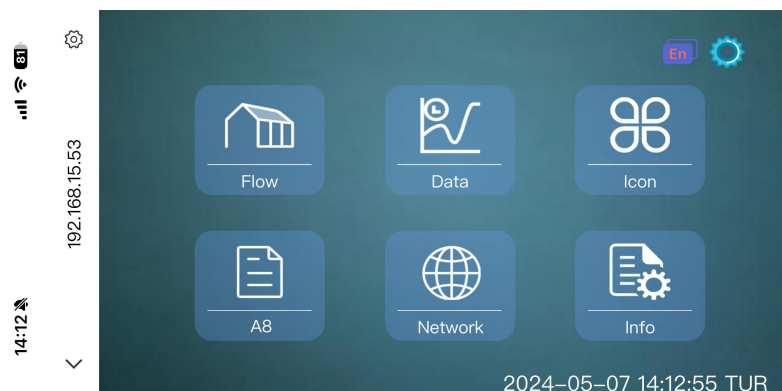 14:12
81
192.168.15.53
En
Flow
Data
Icon
A8
Network
Info
2024-05-07 14:12:55 TUR